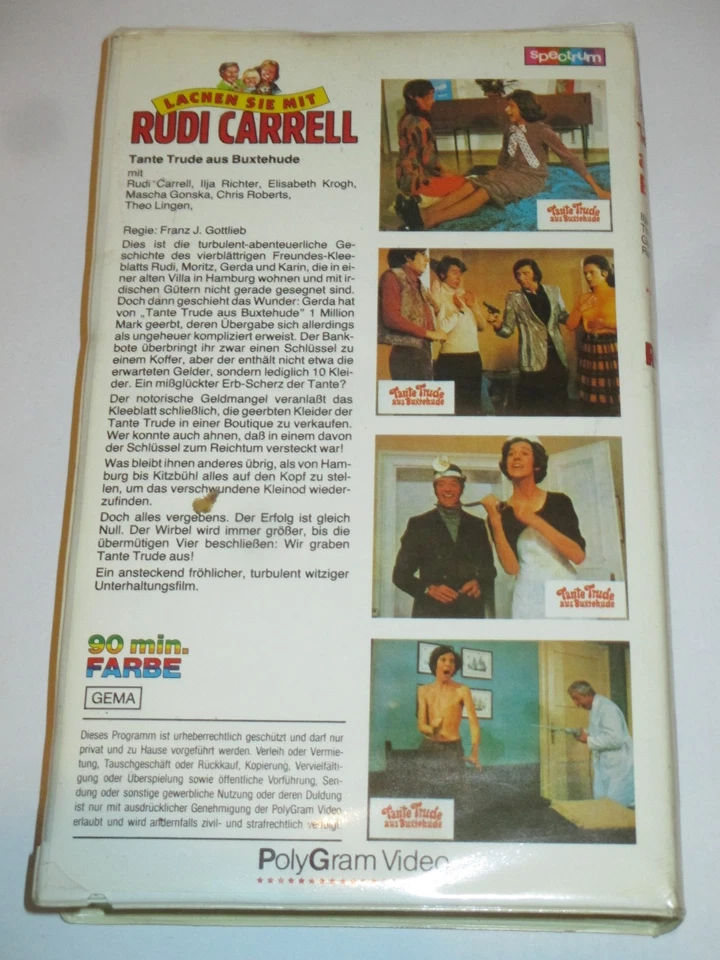 spectrum
LACHEN SIE MIT
RUDI CARRELL
Tante Trude aus Buxtehude
mit
Rudi Carrell, Ilja Richter, Elisabeth Krogh,
Mascha Gonska, Chris Roberts,
Theo Lingen,
Regie: Franz J. Gottlieb
Dies ist die turbulent-abenteuerliche Ge-
schichte des vierblättrigen Freundes-Klee-
blatts Rudi, Moritz, Gerda und Karin, die in ei-
ner alten Villa in Hamburg wohnen und mit ir-
dischen Gütern nicht gerade gesegnet sind.
Doch dann geschieht das Wunder: Gerda hat
von „Tante Trude aus Buxtehude" 1 Million
Mark geerbt, deren Übergabe sich allerdings
als ungeheuer kompliziert erweist. Der Bank-
bote überbringt ihr zwar einen Schlüssel zu
einem Koffer, aber der enthält nicht etwa die
erwarteten Gelder, sondern lediglich 10 Klei-
der. Ein mißglückter Erb-Scherz der Tante?
Der notorische Geldmangel veranlaßt das
Kleeblatt schließlich, die geerbten Kleider der
Tante Trude in einer Boutique zu verkaufen.
Wer konnte auch ahnen, daß in einem davon
der Schlüssel zum Reichtum versteckt war!
Was bleibt ihnen anderes übrig, als von Ham-
burg bis Kitzbühl alles auf den Kopf zu stel-
len, um das verschwundene Kleinod wieder-
zufinden.
Doch alles vergebens. Der Erfolg ist gleich
Null. Der Wirbel wird immer größer, bis die
übermütigen Vier beschließen: Wir graben
Tante Trude aus!
Ein ansteckend fröhlicher, turbulent witziger
Unterhaltungsfilm.
90 min.
FARBE
GEMA
Dieses Programm ist urheberrechtlich geschützt und darf nur
privat und zu Hause vorgeführt werden. Verleih oder Vermie-
tung, Tauschgeschäft oder Rückkauf, Kopierung, Vervielfälti-
gung oder Überspielung sowie öffentliche Vorführung, Sen-
dung oder sonstige gewerbliche Nutzung oder deren Duldung
ist nur mit ausdrücklicher Genehmigung der PolyGram Video
erlaubt und wird andernfalls zivil- und strafrechtlich verfolgt.
Tante Trude
aus Buxtehude
Tante Trude
aus Buxtehude
Tante Trude
aus Buxtehude
Tante Trude
aus Buxtehude
PolyGram Video